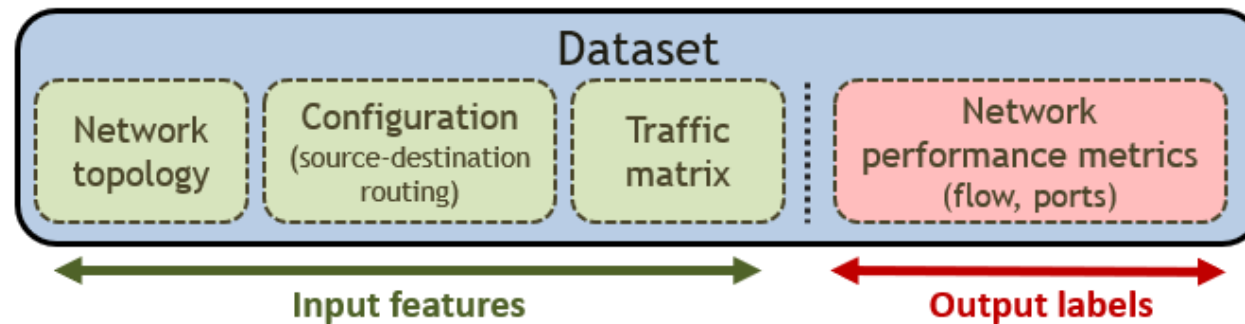 Dataset
Network
topology
Configuration
(source-destination
routing)
Traffic
matrix
Network
performance metrics
(flow, ports)
Input features
Output labels